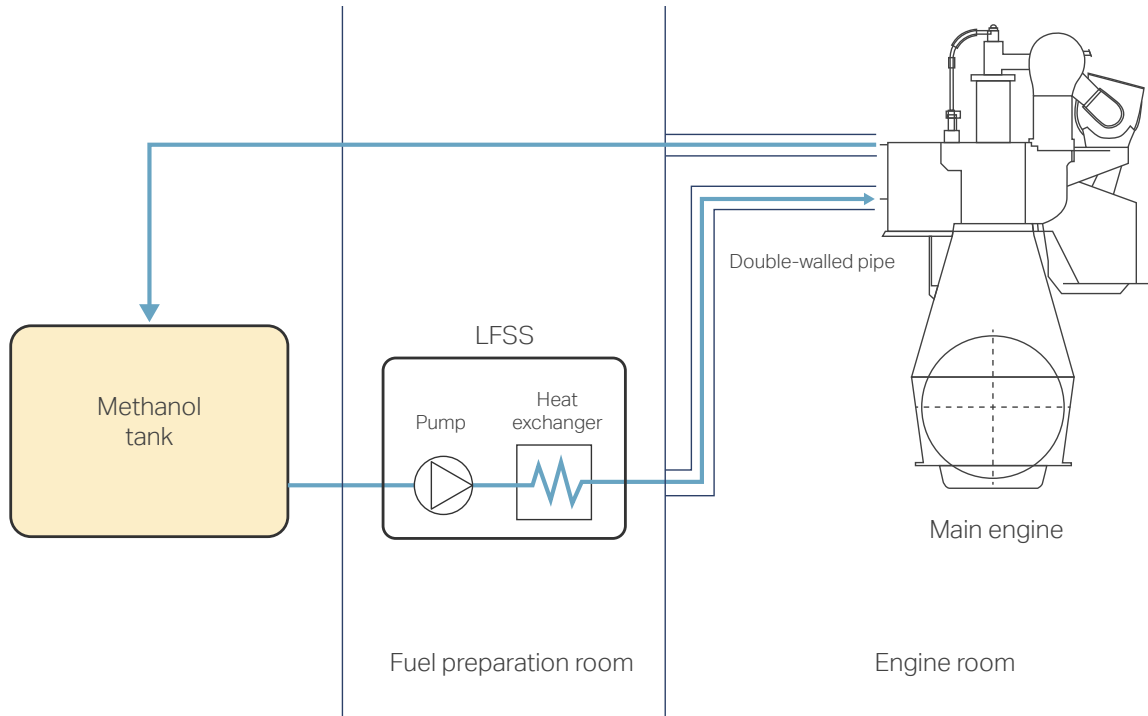 Double-walled pipe
LFSS
Methanol
tank
Pump
Heat
exchanger
Main engine
Fuel preparation room
Engine room